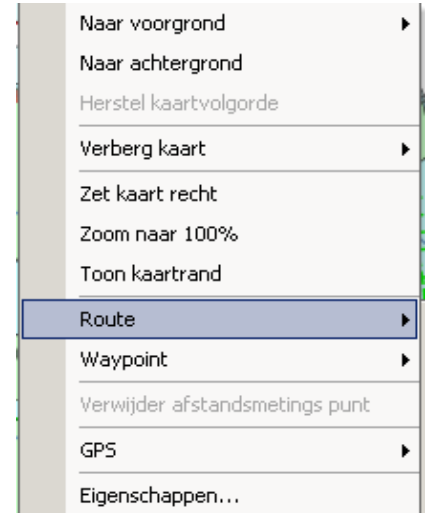 Naar voorgrond
Naar achtergrond
Herstel kaartvolgorde
Verberg kaart
Zet kaart recht
Zoom naar 100%
Toon kaartrand
Route
Waypoint
Verwijder afstandsmetings punt
GPS
Eigenschappen...